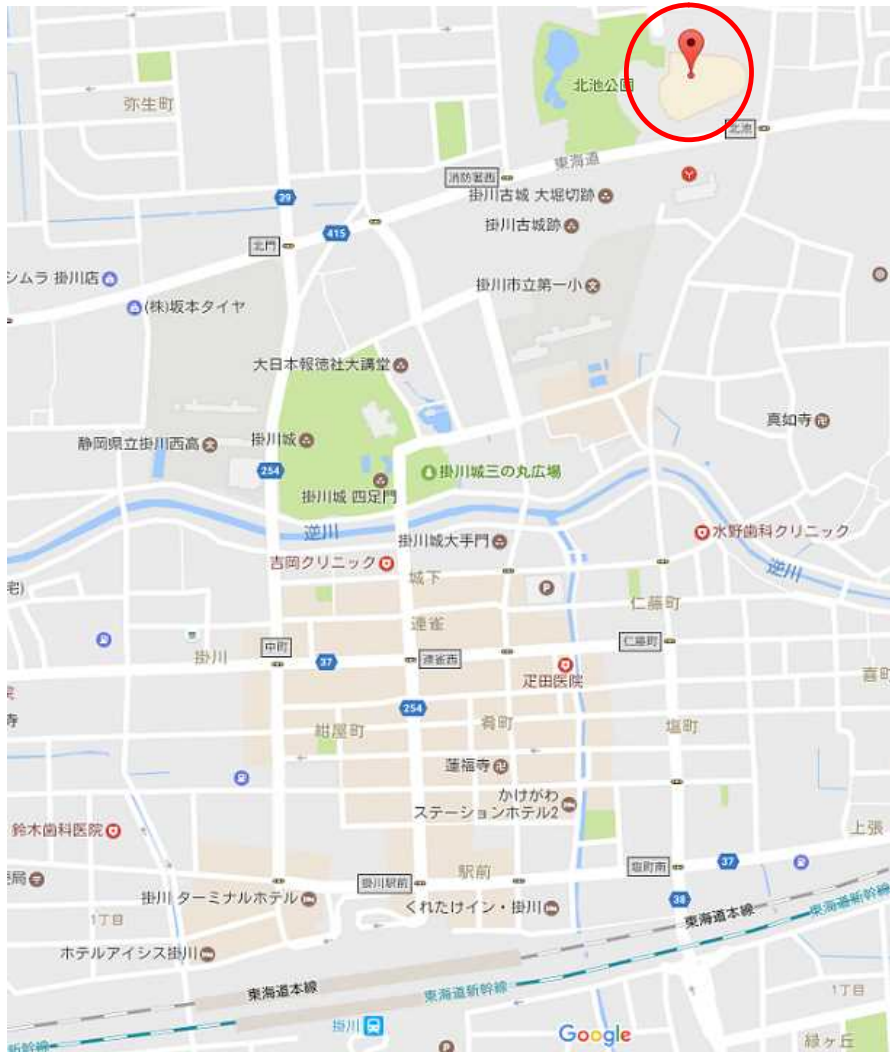 北池公園
弥生町
北池
東海道
消防署西
掛川古城 大堀切跡
39
掛川古城跡
415
北門
シムラ 掛川店
掛川市立第一小
(株)坂本タイヤ
大日本報徳社大講堂
真如寺
静岡県立掛川西高
掛川城
254
掛川城三の丸広場
掛川城 四足門
逆川
水野歯科クリニック
掛川城大手門
吉岡クリニック
逆川
城下
宅)
P
仁藤町
連雀
中町
仁藤町
掛川
37
連雀西
疋田医院
喜町
寺
254
紺屋町
肴町
塩町
蓮福寺
かけがわ
ステーションホテル2
鈴木歯科医院
上張
塩町南
37
駅前
掛川駅前
掛川 ターミナルホテル
くれたけイン・掛川
38
1丁目
東海道本線
東海道新幹線
ホテルアイシス掛川
東海道本線
東海道新幹線
1丁目
掛川
Google
P
緑ヶ丘
新幹線